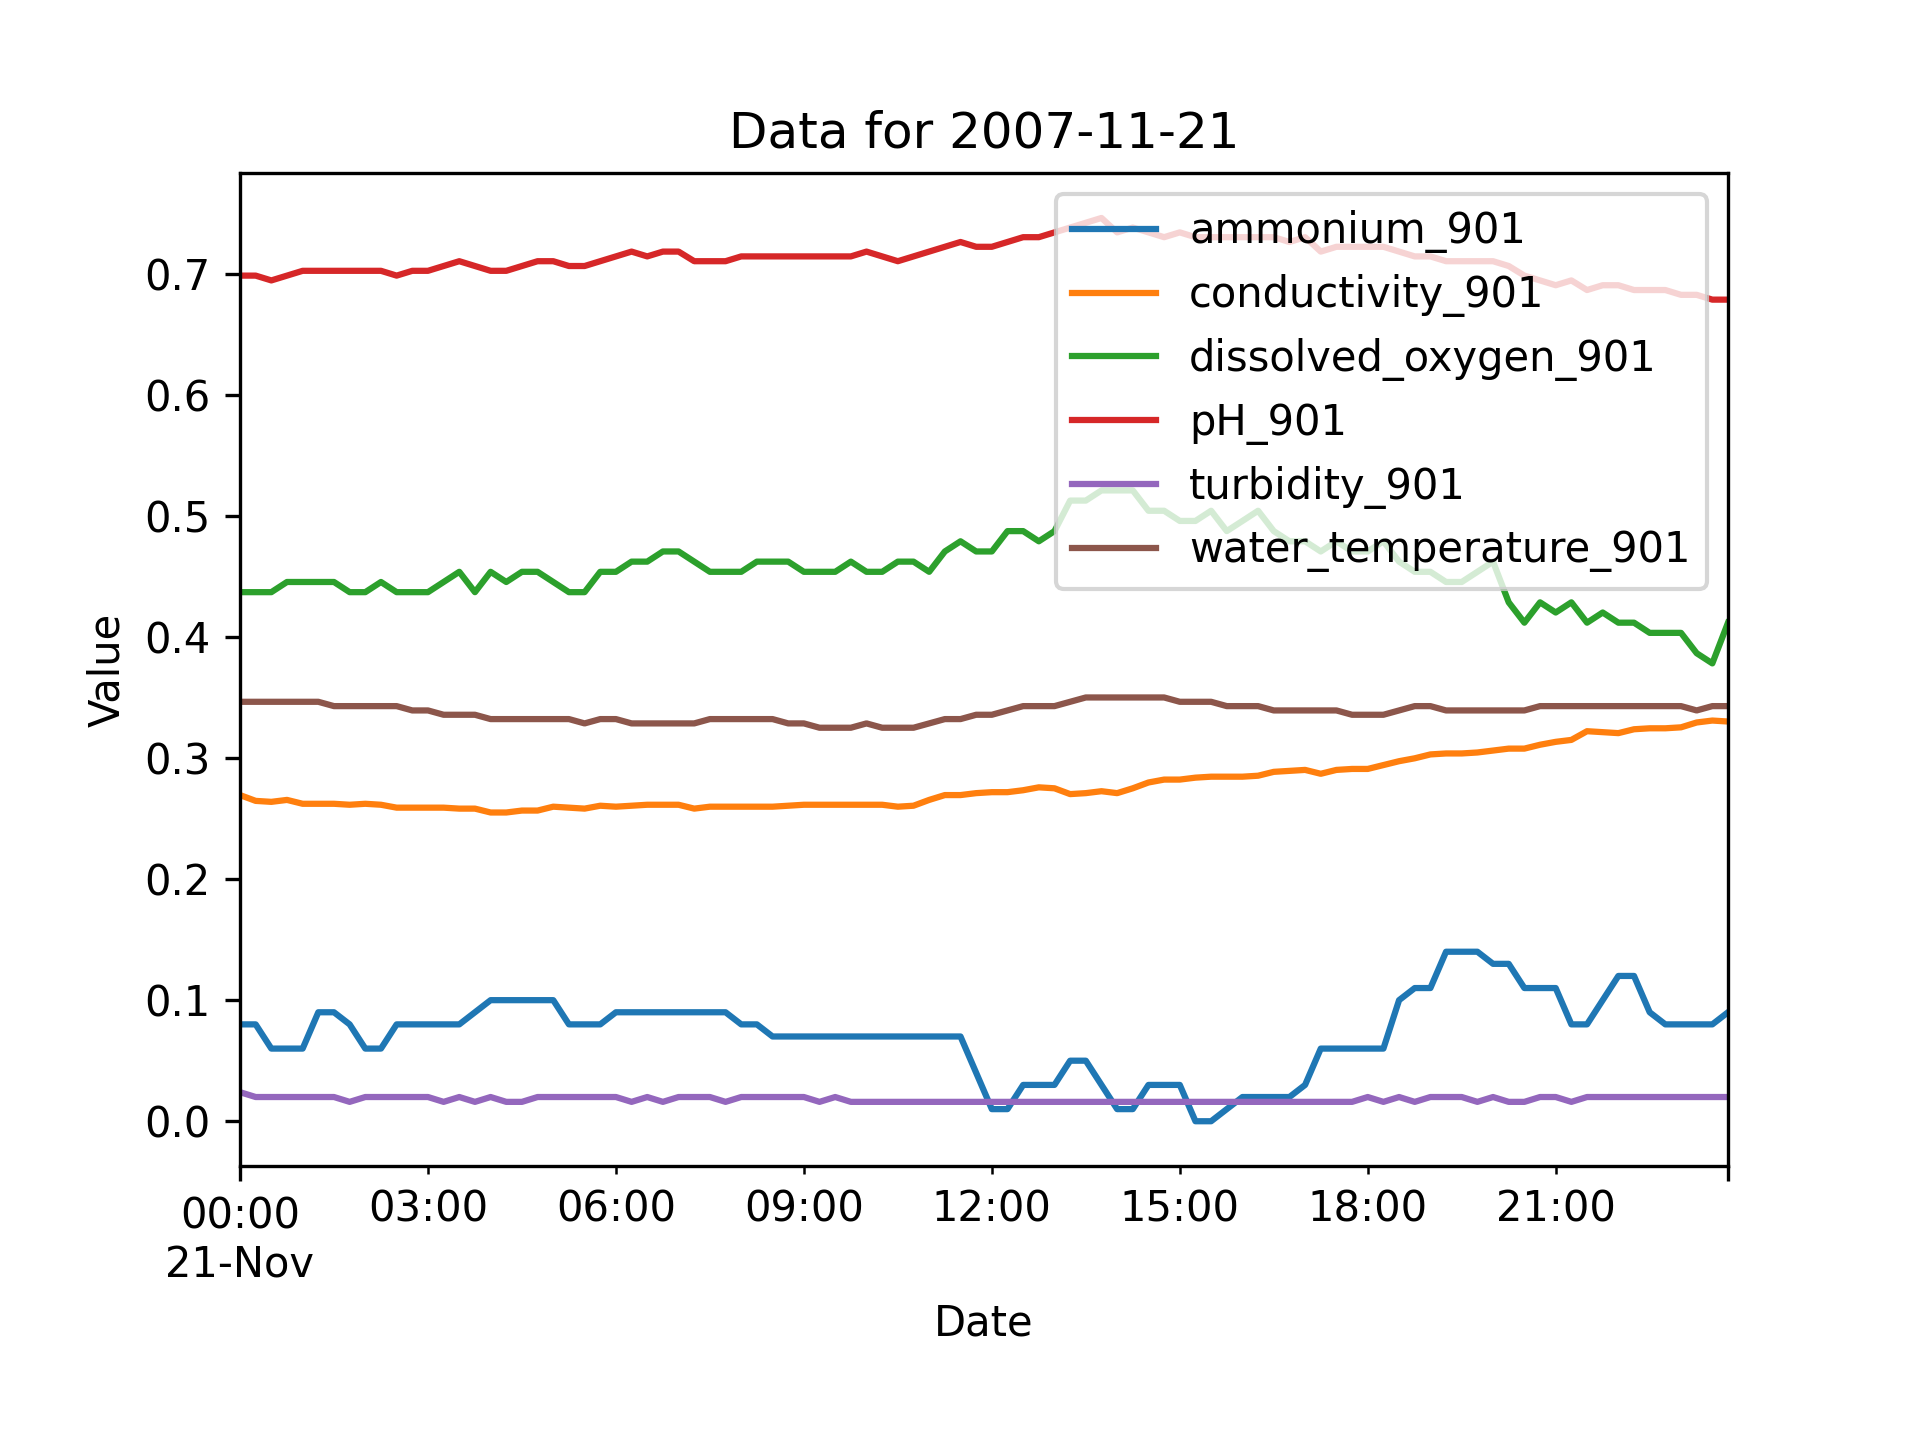 Data for 2007-11-21
ammonium_901
conductivity_901
dissolved_oxygen_901
pH_901
turbidity_901
water_temperature_901
Value
0.7
0.6
0.5
0.4
0.3
0.2
0.1
0.0
00:00 03:00 06:00 09:00 12:00 15:00 18:00 21:00
21-Nov
Date